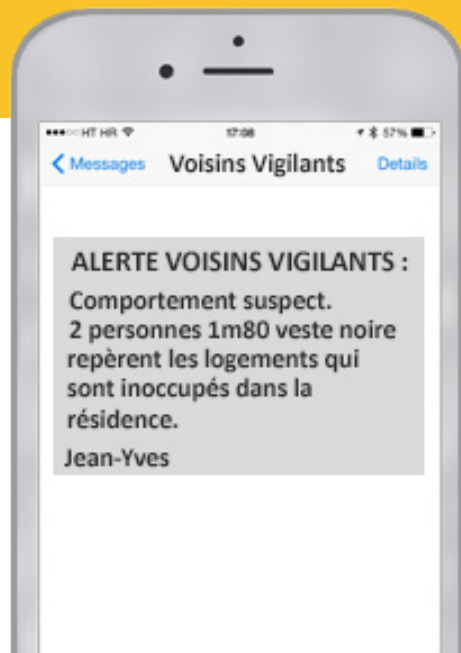 HT HR 17:08 57%
Messages Voisins Vigilants Details
ALERTE VOISINS VIGILANTS :
Comportement suspect.
2 personnes 1m80 veste noire
repèrent les logements qui
sont inoccupés dans la
résidence.
Jean-Yves